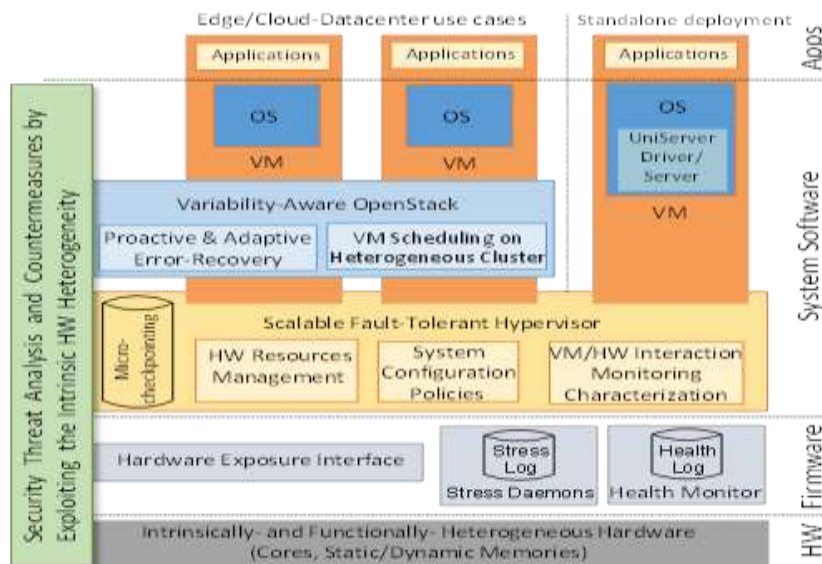 Edge/Cloud-Datacenter use cases
Standalone deployment
Applications
Applications
Applications
Apps
OS
OS
OS
UniServer
Driver/
Server
VM
VM
VM
Variability-Aware OpenStack
Proactive & Adaptive
Error-Recovery
VM Scheduling on
Heterogeneous Cluster
System Software
Scalable Fault-Tolerant Hypervisor
Micro-
checkpointing
HW Resources
Management
System
Configuration
Policies
VM/HW Interaction
Monitoring
Characterization
Hardware Exposure Interface
Stress
Log
Stress Daemons
Health
Log
Health Monitor
Firmware
Intrinsically- and Functionally- Heterogeneous Hardware
(Cores, Static/Dynamic Memories)
HW
Security Threat Analysis and Countermeasures by
Exploiting the Intrinsic HW Heterogeneity